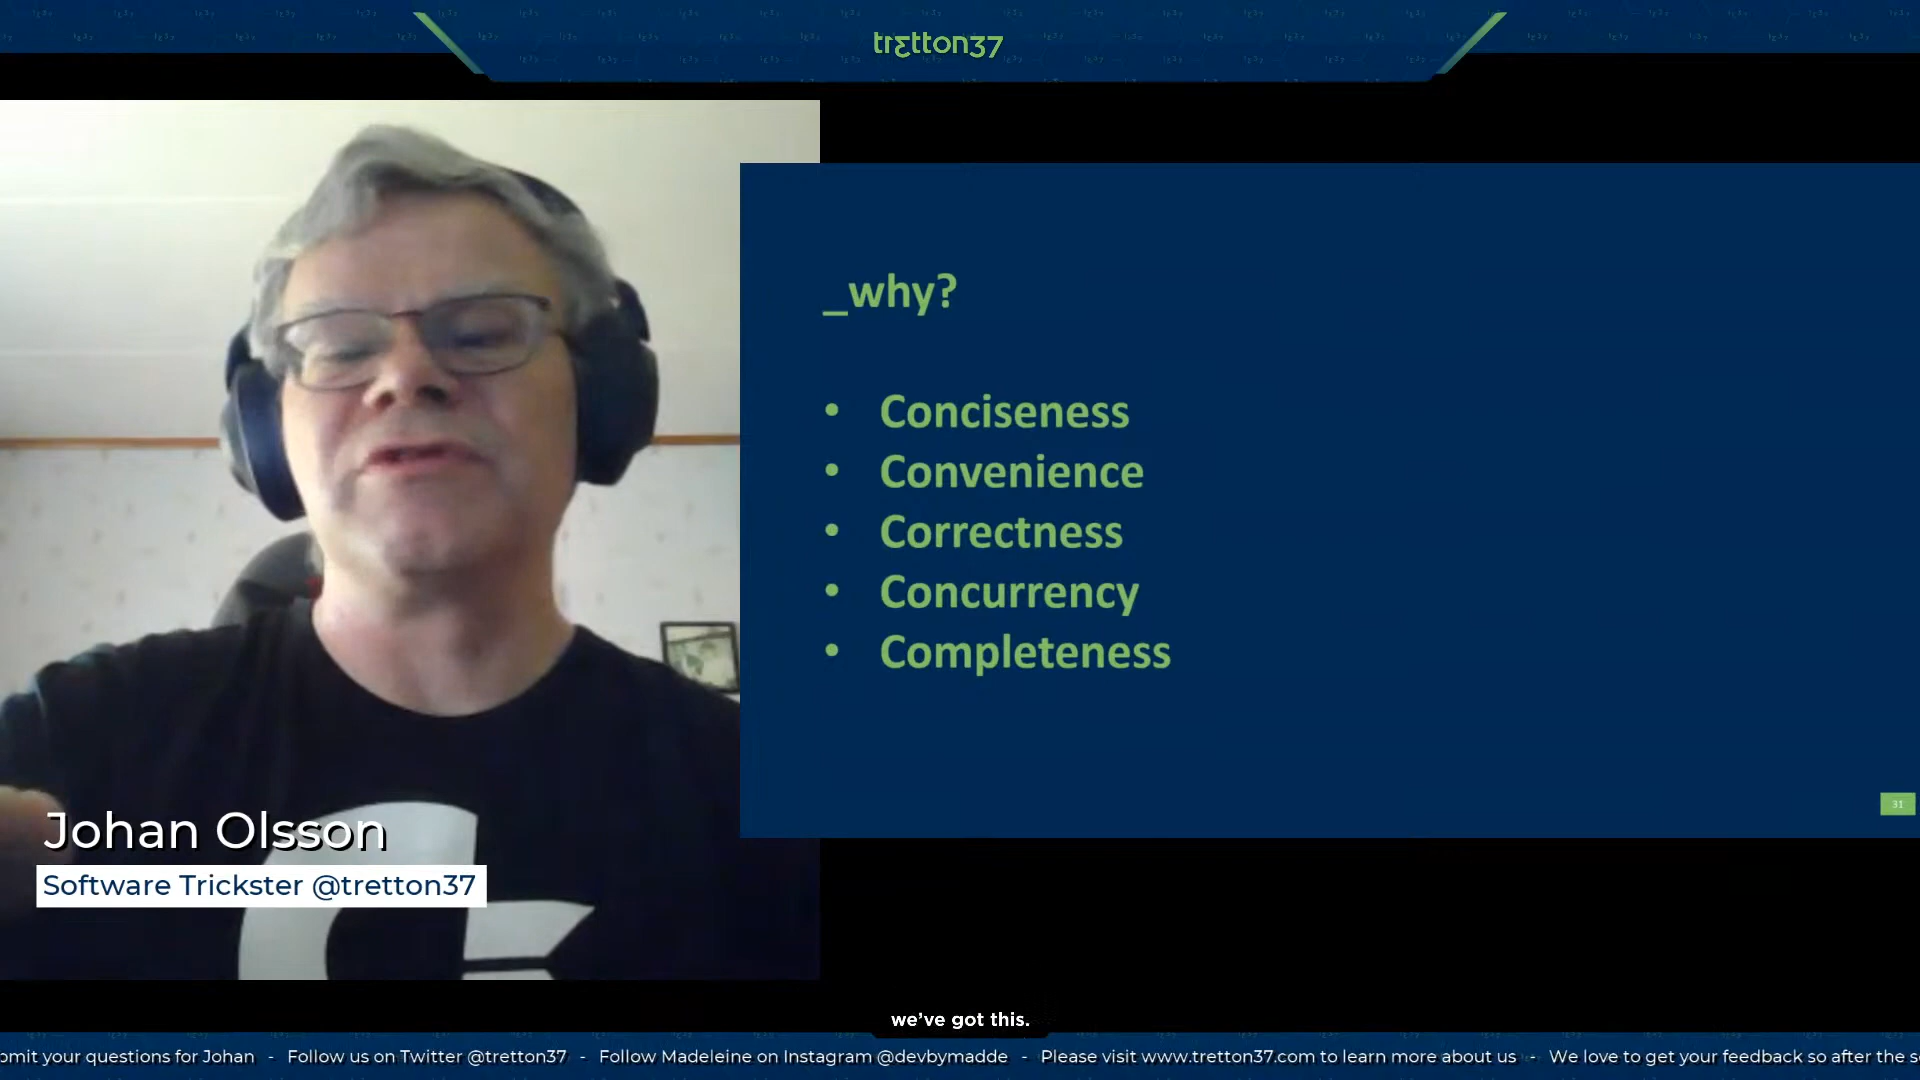 tretton37
_why?
• Conciseness
• Convenience
• Correctness
• Concurrency
• Completeness
31
Johan Olsson
Software Trickster @tretton37
we've got this.
your questions for Johan - Follow us on Twitter @tretton37 - Follow Madeleine on Instagram @devbymadde - Please visit www.tretton37.com to learn more about us - We love to get your feedback so after the